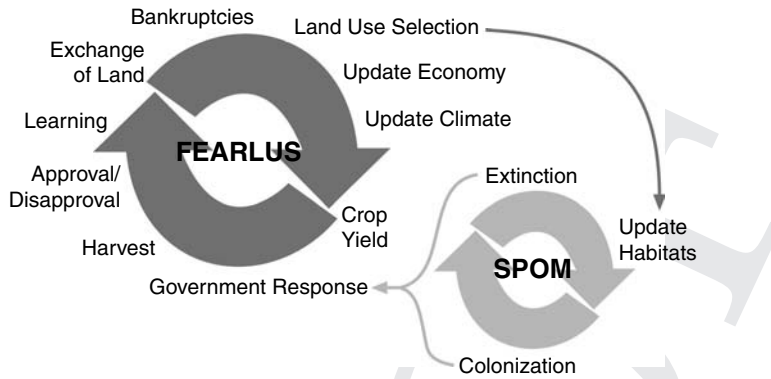 Bankruptcies
Land Use Selection
Exchange
of Land
Update Economy
Learning
Update Climate
FEARLUS
Approval/
Disapproval
Extinction
Crop
Yield
Update
Habitats
Harvest
SPOM
Government Response
Colonization